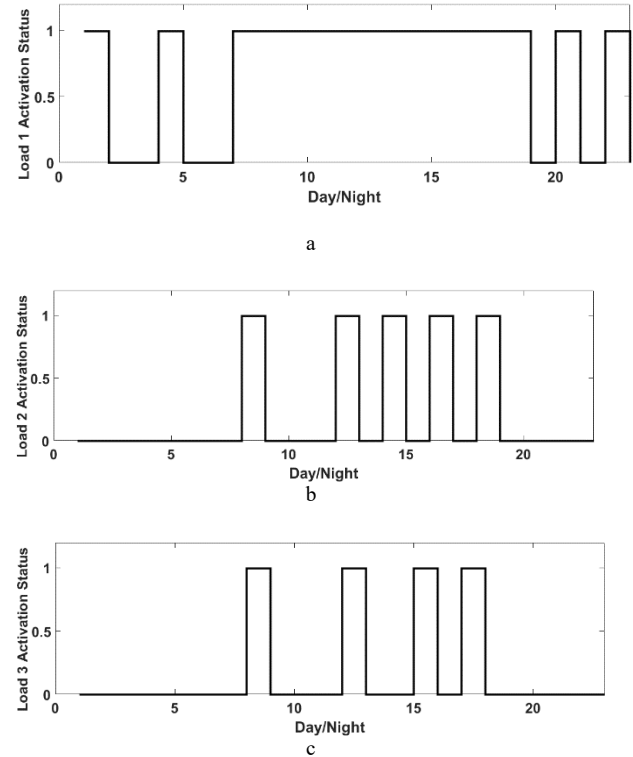 1
0.5
0
Load 1 Activation Status
0 5 10 15 20
Day/Night
a
1
0.5
0
Load 2 Activation Status
0 5 10 15 20
Day/Night
b
1
0.5
0
Load 3 Activation Status
0 5 10 15 20
Day/Night
c